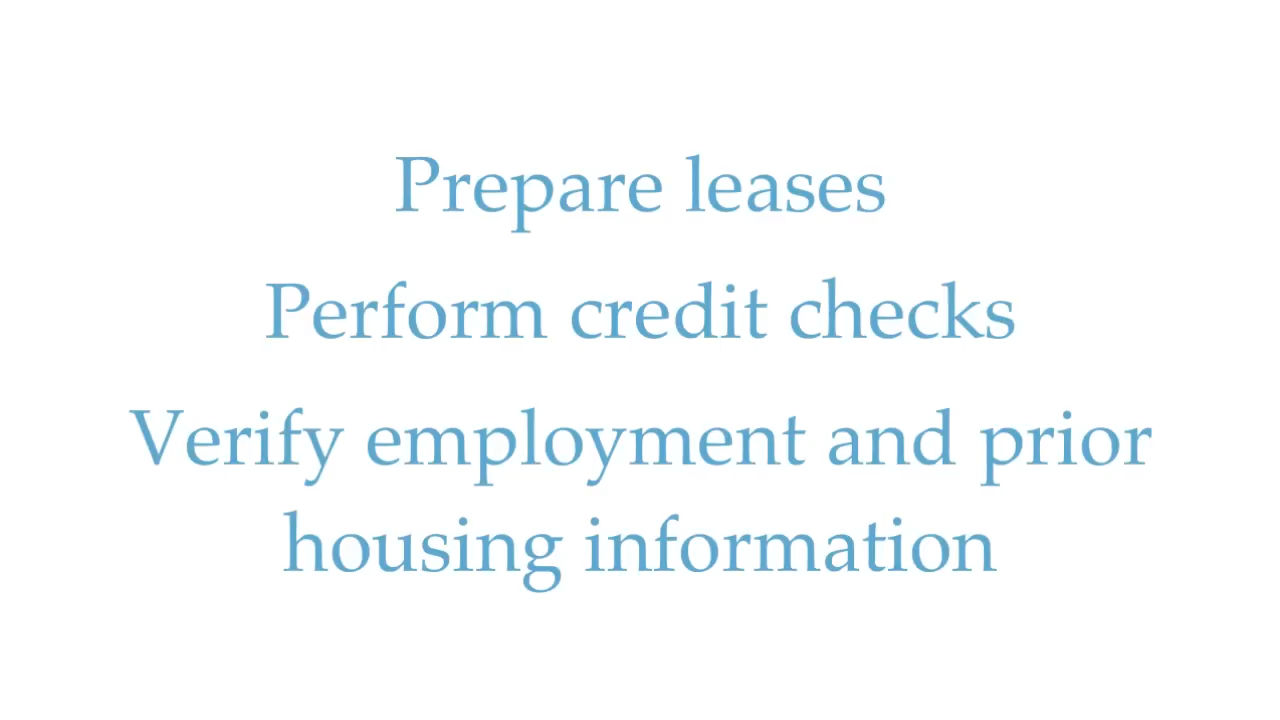 Prepare leases
Perform credit checks
Verify employment and prior
housing information